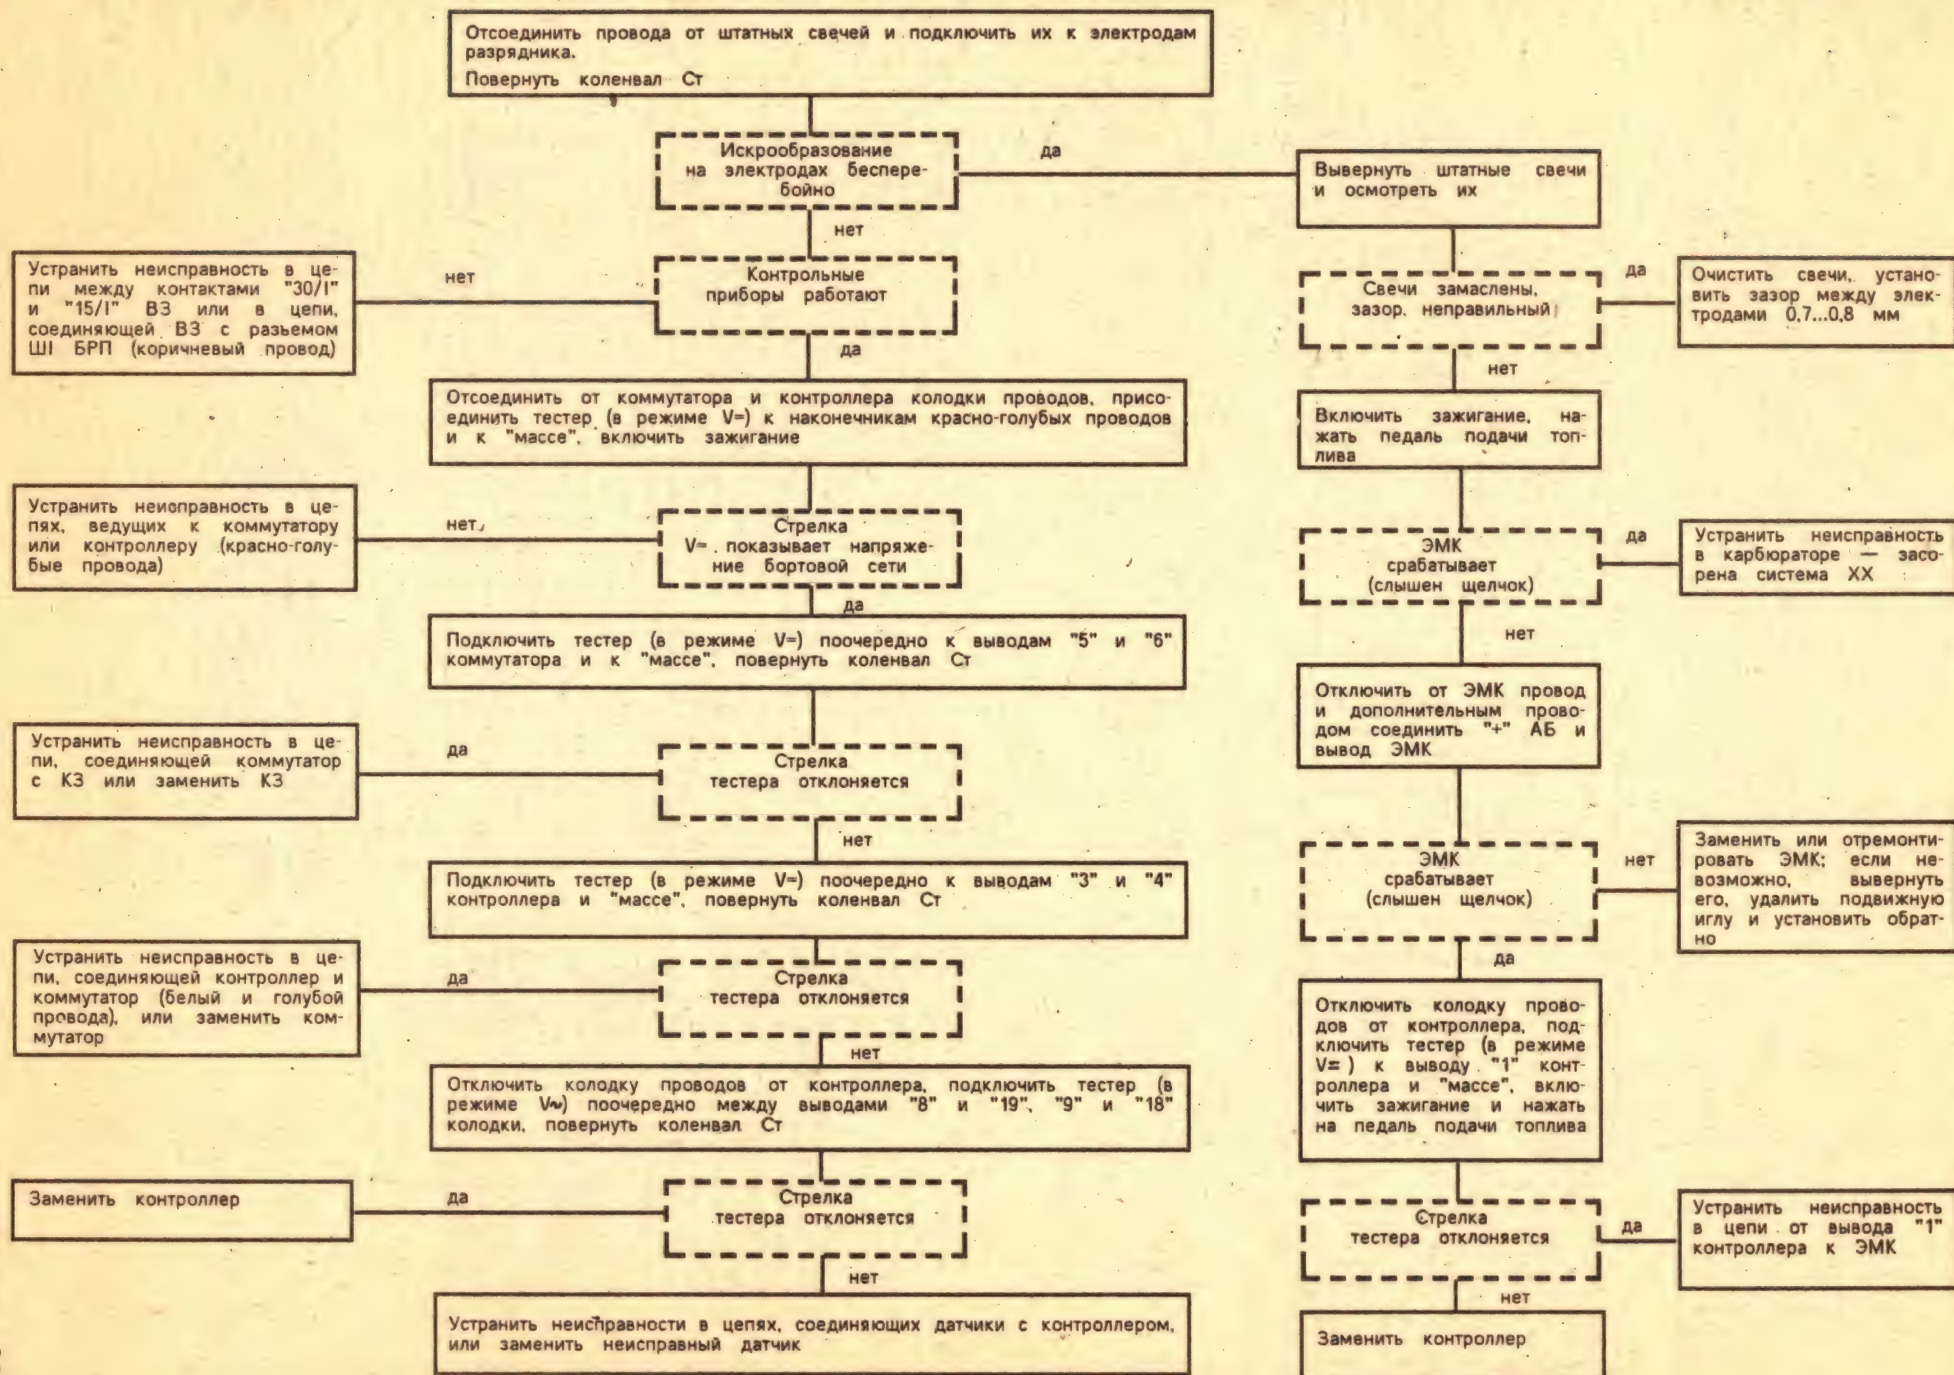 Отсоединить провода от штатных свечей и подключить их к электродам
разрядника.
Повернуть коленвал Ст
Искрообразование
на электродах беспере-
бойно
да
Вывернуть штатные свечи
и осмотреть их
нет
Устранить неисправность в це-
пи между контактами "30/I"
и "15/I" ВЗ или в цепи,
соединяющей ВЗ с разьемом
ШI БРП (коричневый провод)
нет
Контрольные
приборы работают
да
Свечи замаслены,
зазор. неправильный
да
Очистить свечи, устано-
вить зазор между элек-
тродами 0,7...0,8 мм
нет
Отсоединить от коммутатора и контроллера колодки проводов, присо-
единить тестер (в режиме V=) к наконечникам красно-голубых проводов
и к "массе", включить зажигание
Включить зажигание, на-
жать педаль подачи топ-
лива
Устранить неисправность в це-
пях, ведущих к коммутатору
или контроллеру (красно-голу-
бые провода)
нет
Стрелка
V= показывает напряже-
ние бортовой сети
да
ЭМК
срабатывает
(слышен щелчок)
да
Устранить неисправность
в карбюраторе — засо-
рена система ХХ
нет
Подключить тестер (в режиме V=) поочередно к выводам "5" и "6"
коммутатора и к "массе", повернуть коленвал Ст
Отключить от ЭМК провод
и дополнительным прово-
дом соединить "+" АБ и
вывод ЭМК
Устранить неисправность в це-
пи, соединяющей коммутатор
с КЗ или заменить КЗ
да
Стрелка
тестера отклоняется
нет
ЭМК
срабатывает
(слышен щелчок)
нет
Заменить или отремонти-
ровать ЭМК; если не-
возможно, вывернуть
его, удалить подвижную
иглу и установить обрат-
но
да
Подключить тестер (в режиме V=) поочередно к выводам "3" и "4"
контроллера и "массе", повернуть коленвал Ст
Устранить неисправность в це-
пи, соединяющей контроллер и
коммутатор (белый и голубой
провода), или заменить ком-
мутатор
да
Стрелка
тестера отклоняется
нет
Отключить колодку прово-
дов от контроллера, под-
ключить тестер (в режиме
V= ) к выводу "1" конт-
роллера и "массе", вклю-
чить зажигание и нажать
на педаль подачи топлива
Отключить колодку проводов от контроллера, подключить тестер (в
режиме V~) поочередно между выводами "8" и "19", "9" и "18"
колодки, повернуть коленвал Ст
Заменить контроллер
да
Стрелка
тестера отклоняется
нет
Стрелка
тестера отклоняется
да
Устранить неисправность
в цепи от вывода "1"
контроллера к ЭМК
нет
Устранить неисправности в цепях, соединяющих датчики с контроллером,
или заменить неисправный датчик
Заменить контроллер